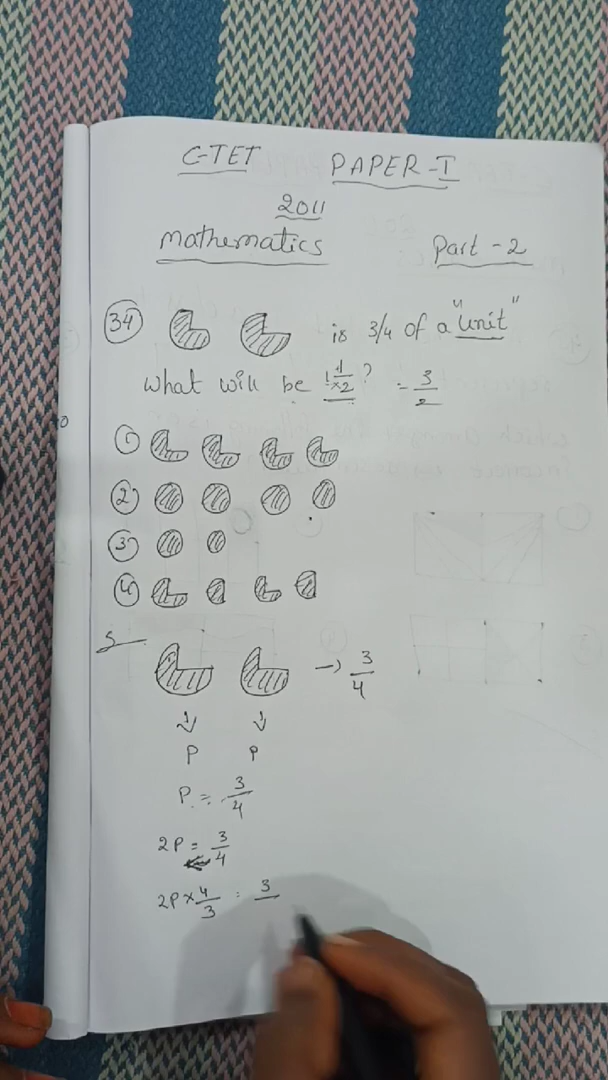 C-TET PAPER-I
2011
mathematics Part - 2
34 is 3/4 of a "unit"
what will be 1 1/2? = 3/2
1
2
3
4
S
→ 3/4
P P
P = 3/4
2P = 3/4
2P × 4/3 = 3